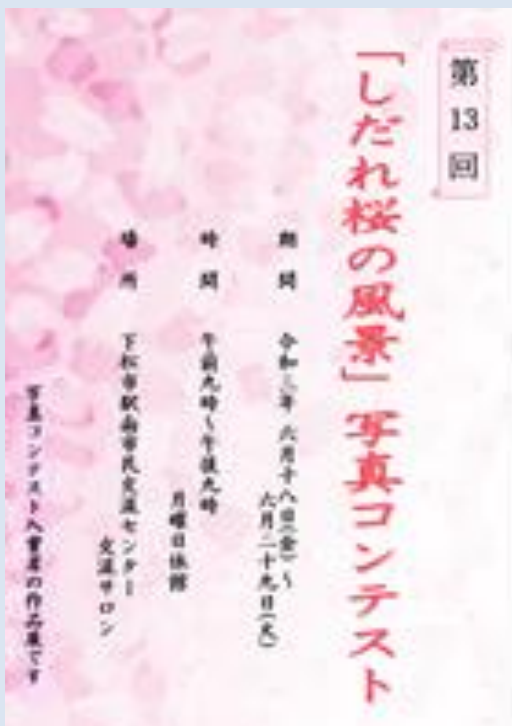 第13回
「しだれ桜の風景」写真コンテスト
期間 令和三年 六月十八日(金)~
六月二十九日(火)
時間 午前九時~午後九時
月曜日休館
場所 下松市駅南市民交流センター
交流サロン
写真コンテスト入賞者の作品展です